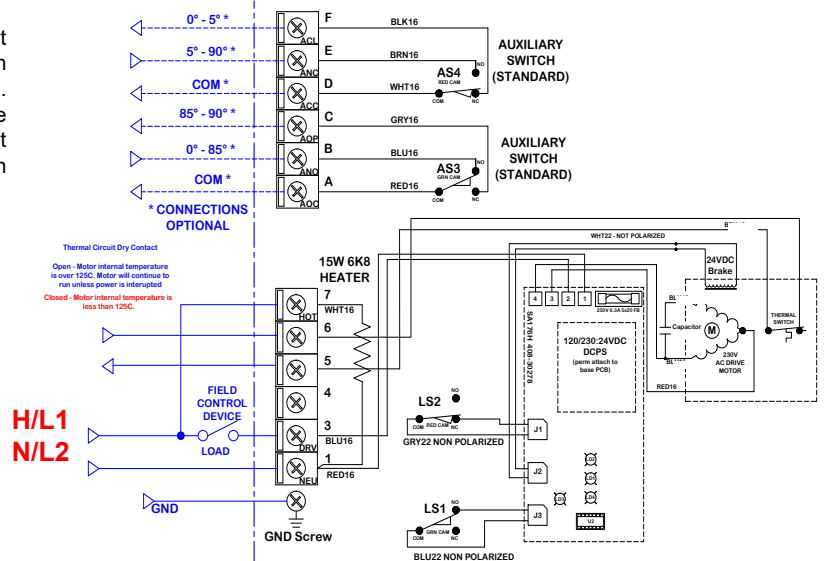 t
n
.
e
t
n
0° - 5° *
5° - 90° *
COM *
85° - 90° *
0° - 85° *
COM *
* CONNECTIONS
OPTIONAL
F
ACL
E
ANC
D
ACC
C
AOP
B
ANO
A
AOC
BLK16
BRN16
WHT16
GRY16
BLU16
RED16
NO
AS4
RED CAM
COM
NC
AUXILIARY
SWITCH
(STANDARD)
NO
AS3
GRN CAM
COM
NC
AUXILIARY
SWITCH
(STANDARD)
Thermal Circuit Dry Contact
Open - Motor internal temperature
is over 125C. Motor will continue to
run unless power is interupted
Closed - Motor internal temperature is
less than 125C.
15W 6K8
HEATER
7
WHT16
HOT
6
5
4
3
BLU16
DRV
1
RED16
NEU
FIELD
CONTROL
DEVICE
LOAD
H/L1
N/L2
GND
GND Screw
WHT22 - NOT POLARIZED
24VDC
Brake
4 3 2 1
250V 6.3A 5x20 FB
SA176H 408-30278
120/230:24VDC
DCPS
(perm attach to
base PCB)
Capacitor
M
230V
AC DRIVE
MOTOR
THERMAL
SWITCH
RED16
LS2
NO
COM
RED CAM
NC
GRY22 NON POLARIZED
J1
J2
J3
LD2
LD1
LD3
LD4
U2
LS1
NO
COM
GRN CAM
NC
BLU22 NON POLARIZED